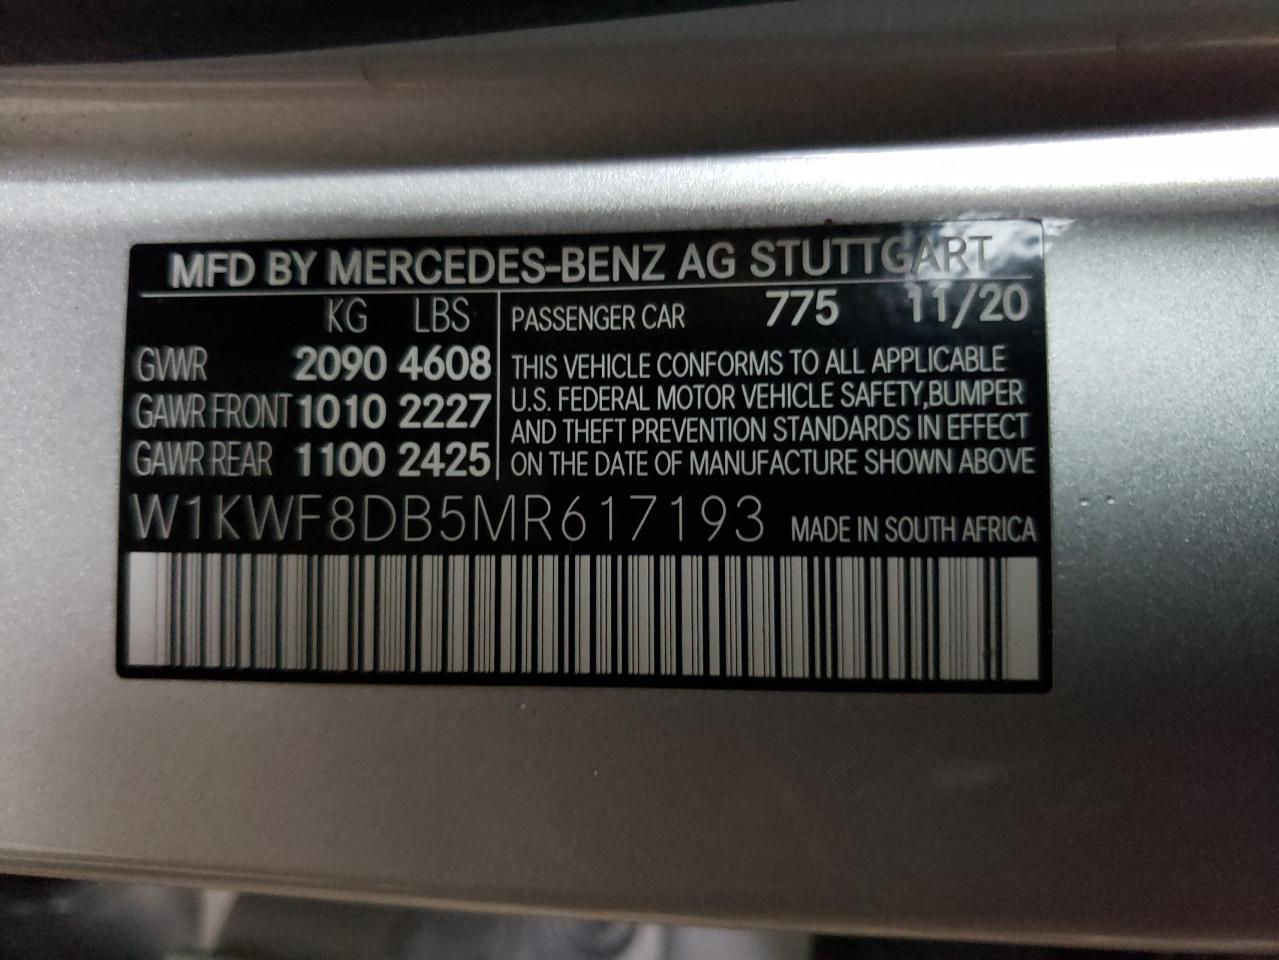 MFD BY MERCEDES-BENZ AG STUTTGART
KG LBS
GVWR 2090 4608
GAWR FRONT 1010 2227
GAWR REAR 1100 2425
PASSENGER CAR 775 11/20
THIS VEHICLE CONFORMS TO ALL APPLICABLE
U.S. FEDERAL MOTOR VEHICLE SAFETY,BUMPER
AND THEFT PREVENTION STANDARDS IN EFFECT
ON THE DATE OF MANUFACTURE SHOWN ABOVE
W1KWF8DB5MR617193 MADE IN SOUTH AFRICA